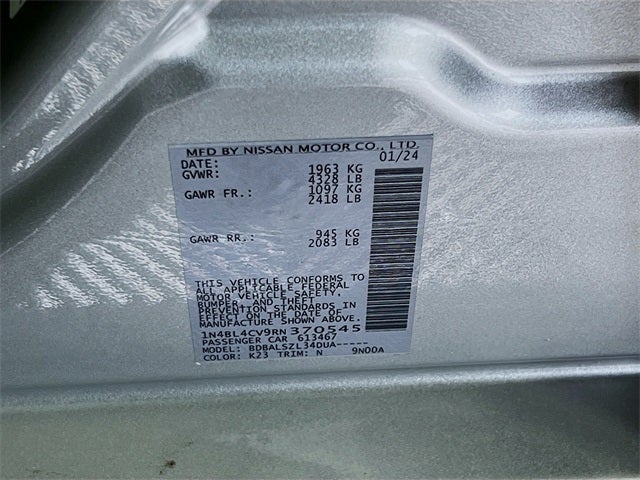 MFD BY NISSAN MOTOR CO., LTD.
DATE: 01/24
GVWR: 1963 KG
4328 LB
GAWR FR.: 1097 KG
2418 LB
GAWR RR.: 945 KG
2083 LB
THIS VEHICLE CONFORMS TO
ALL APPLICABLE FEDERAL
MOTOR VEHICLE SAFETY,
BUMPER, AND THEFT
PREVENTION STANDARDS IN
EFFECT ON THE DATE OF
MANUFACTURE SHOWN ABOVE.
1N4BL4CV9RN370545
PASSENGER CAR 613467
MODEL: BDBALSZL34DUA-----
COLOR: K23 TRIM: N 9N00A